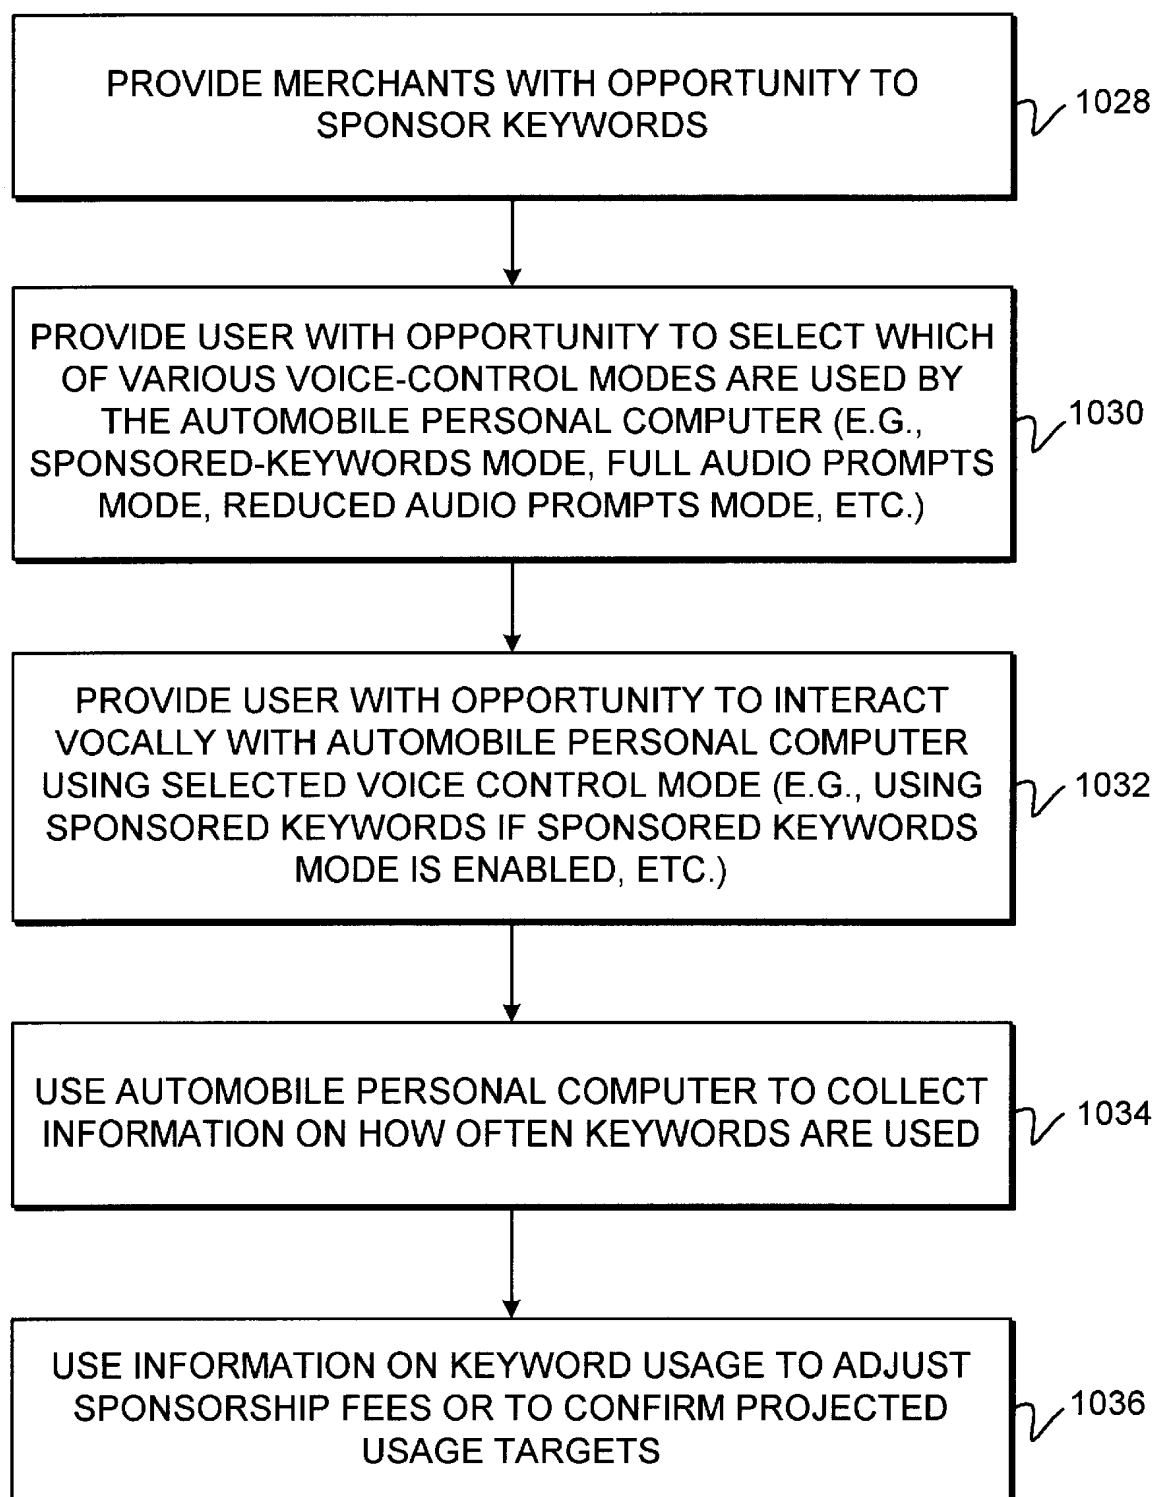 PROVIDE MERCHANTS WITH OPPORTUNITY TO
SPONSOR KEYWORDS
1028
PROVIDE USER WITH OPPORTUNITY TO SELECT WHICH
OF VARIOUS VOICE-CONTROL MODES ARE USED BY
THE AUTOMOBILE PERSONAL COMPUTER (E.G.,
SPONSORED-KEYWORDS MODE, FULL AUDIO PROMPTS
MODE, REDUCED AUDIO PROMPTS MODE, ETC.)
1030
PROVIDE USER WITH OPPORTUNITY TO INTERACT
VOCALLY WITH AUTOMOBILE PERSONAL COMPUTER
USING SELECTED VOICE CONTROL MODE (E.G., USING
SPONSORED KEYWORDS IF SPONSORED KEYWORDS
MODE IS ENABLED, ETC.)
1032
USE AUTOMOBILE PERSONAL COMPUTER TO COLLECT
INFORMATION ON HOW OFTEN KEYWORDS ARE USED
1034
USE INFORMATION ON KEYWORD USAGE TO ADJUST
SPONSORSHIP FEES OR TO CONFIRM PROJECTED
USAGE TARGETS
1036